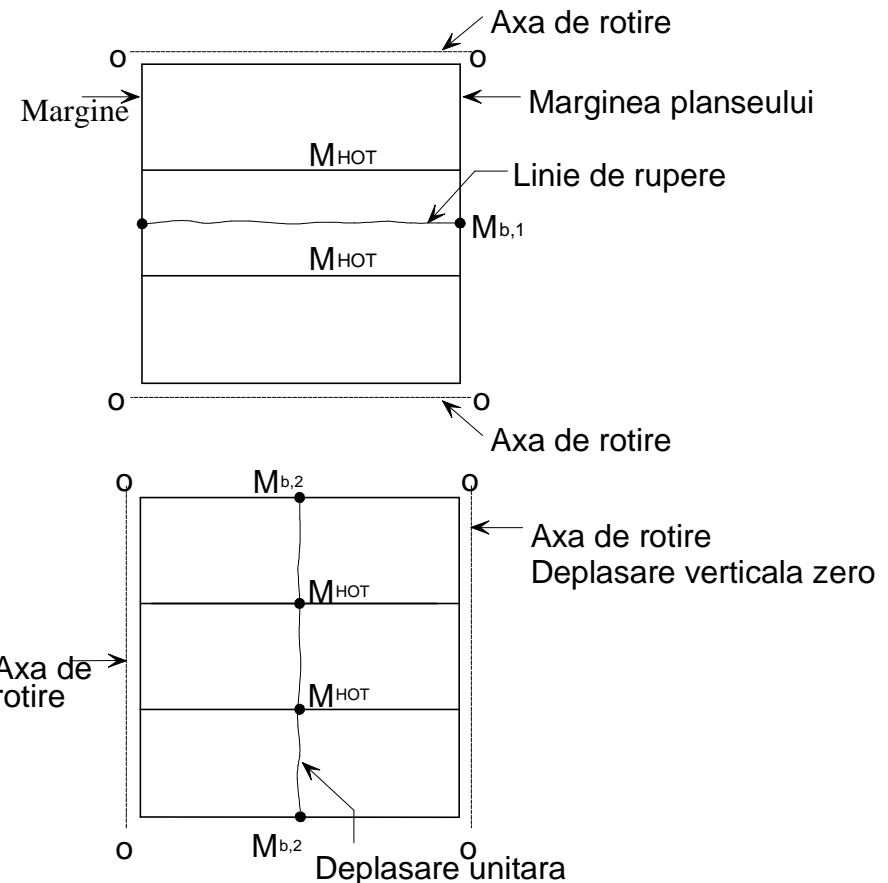 Axa de rotire
o o
Margine
Marginea planseului
MHOT
Linie de rupere
Mb,1
MHOT
o o
Axa de rotire
o Mb,2 o
Axa de rotire
Deplasare verticala zero
MHOT
Axa de
rotire
MHOT
o Mb,2 o
Deplasare unitara